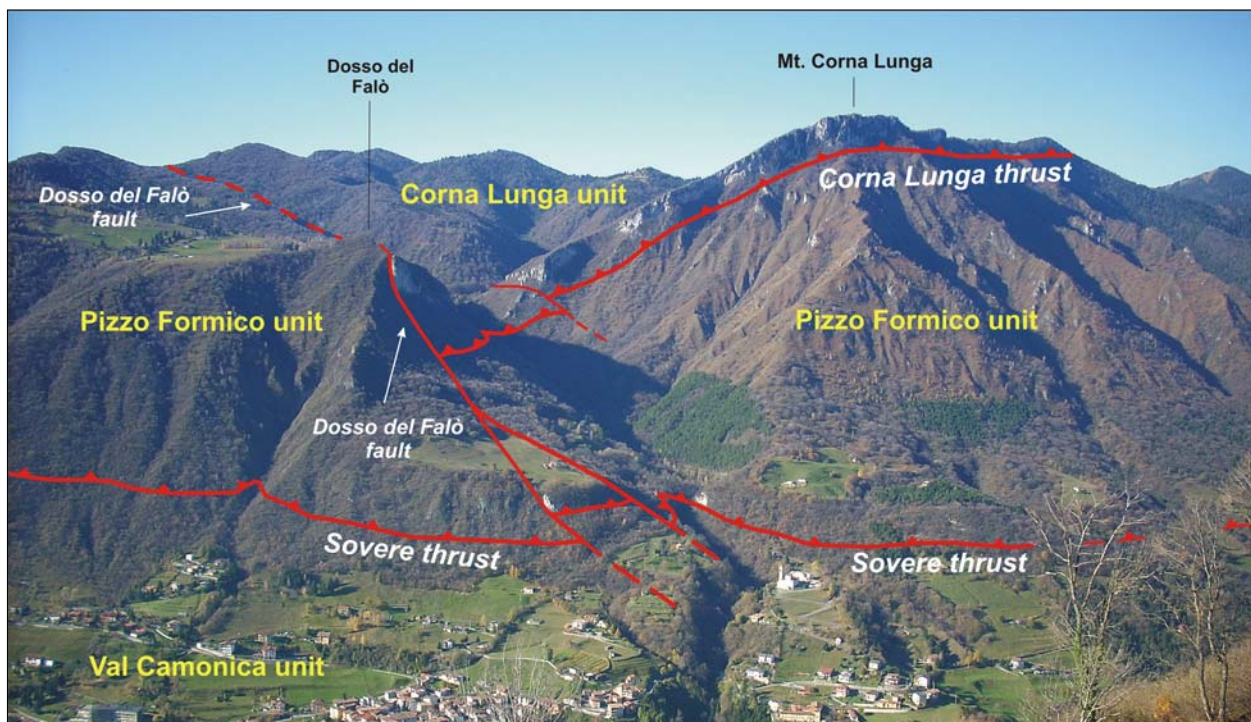 Dosso del
Falò
Mt. Corna Lunga
Dosso del Falò
fault
Corna Lunga unit
Corna Lunga thrust
Pizzo Formico unit
Pizzo Formico unit
Dosso del Falò
fault
Sovere thrust
Sovere thrust
Val Camonica unit